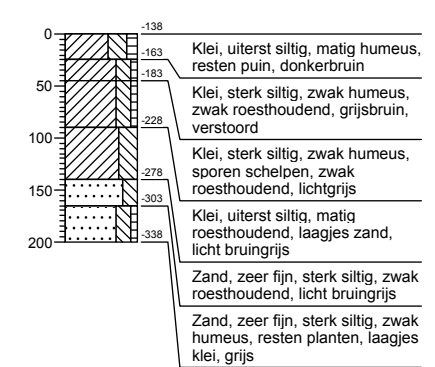 0
50
100
150
200
-138
-163
-183
-228
-278
-303
-338
Klei, uiterst siltig, matig humeus,
resten puin, donkerbruin
Klei, sterk siltig, zwak humeus,
zwak roesthoudend, grijsbruin,
verstoord
Klei, sterk siltig, zwak humeus,
sporen schelpen, zwak
roesthoudend, lichtgrijs
Klei, uiterst siltig, matig
roesthoudend, laagjes zand,
licht bruingrijs
Zand, zeer fijn, sterk siltig, zwak
roesthoudend, licht bruingrijs
Zand, zeer fijn, sterk siltig, zwak
humeus, resten planten, laagjes
klei, grijs